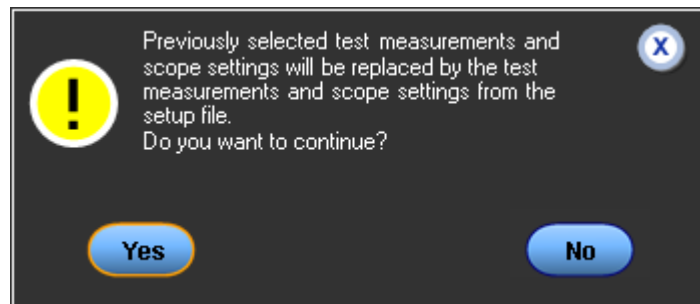 Previously selected test measurements and
scope settings will be replaced by the test
measurements and scope settings from the
setup file.
Do you want to continue?
X
!
Yes
No